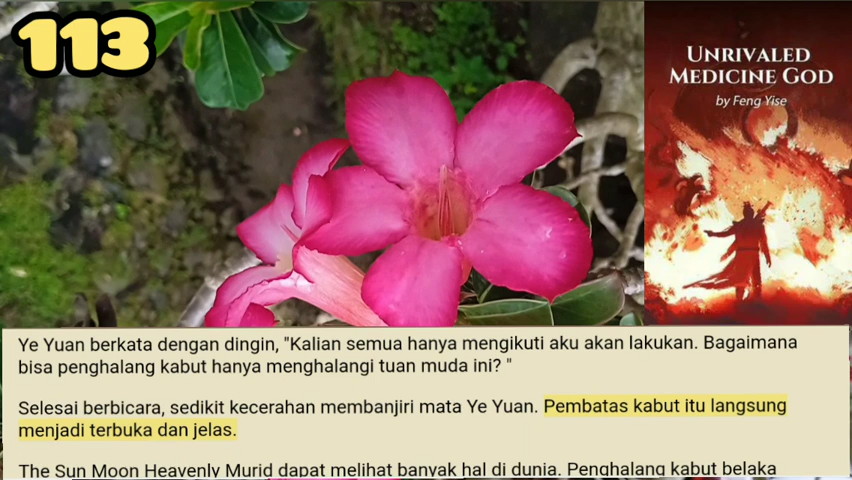 113
UNRIVALED
MEDICINE GOD
by Feng Yise
Ye Yuan berkata dengan dingin, "Kalian semua hanya mengikuti aku akan lakukan. Bagaimana
bisa penghalang kabut hanya menghalangi tuan muda ini? "
Selesai berbicara, sedikit kecerahan membanjiri mata Ye Yuan. Pembatas kabut itu langsung
menjadi terbuka dan jelas.
The Sun Moon Heavenly Murid dapat melihat banyak hal di dunia. Penghalang kabut belaka